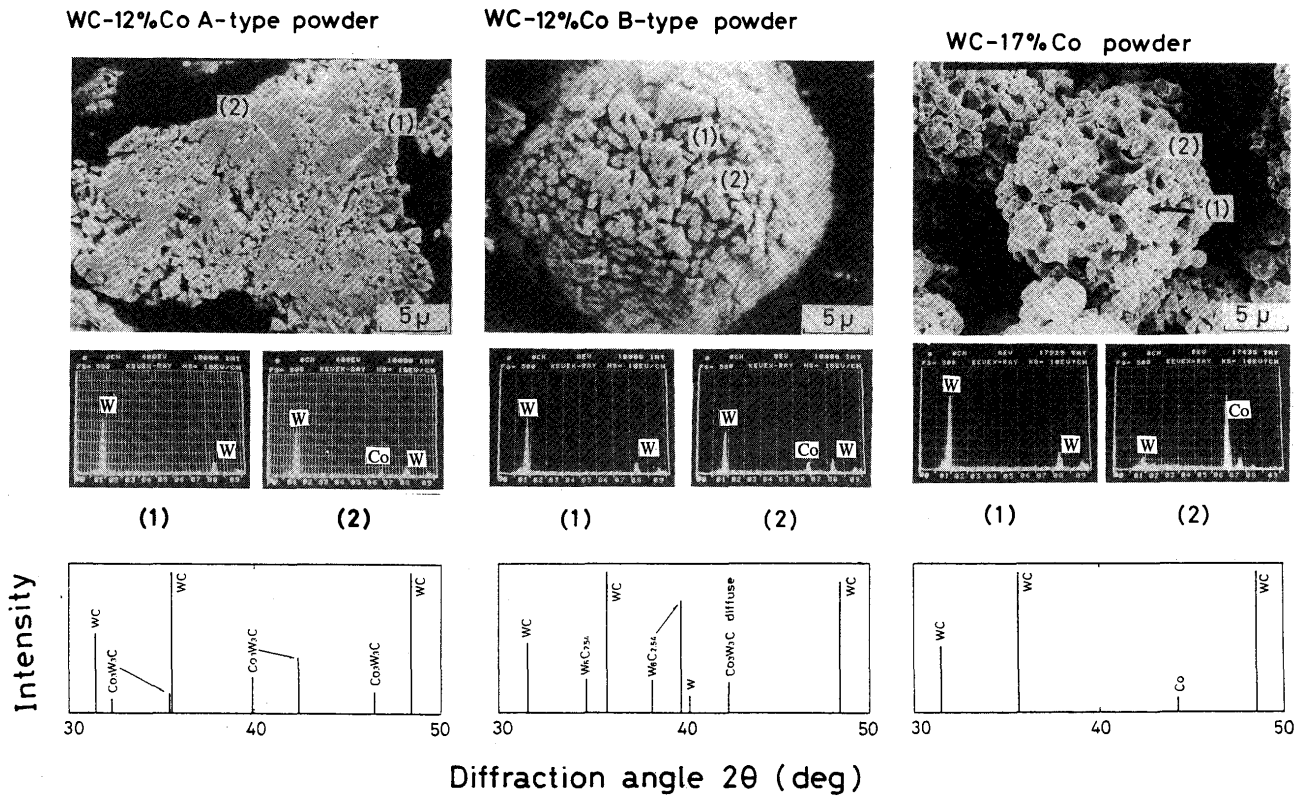 WC-12%Co A-type powder
WC-12%Co B-type powder
WC-17%Co powder
(2)
(1)
5μ
(1)
(2)
5μ
(2)
(1)
5μ
W
W
W
Co
W
W
W
W
Co
W
W
W
W
Co
(1)
(2)
(1)
(2)
(1)
(2)
Intensity
WC
Co₃W₃C
WC
Co₃W₃C
Co₃W₃C
WC
30
40
50
WC
W₆C₂.₅₄
WC
W₆C₂.₅₄
W
Co₃W₃C diffuse
WC
30
40
50
WC
WC
Co
WC
30
40
50
Diffraction angle 2θ (deg)